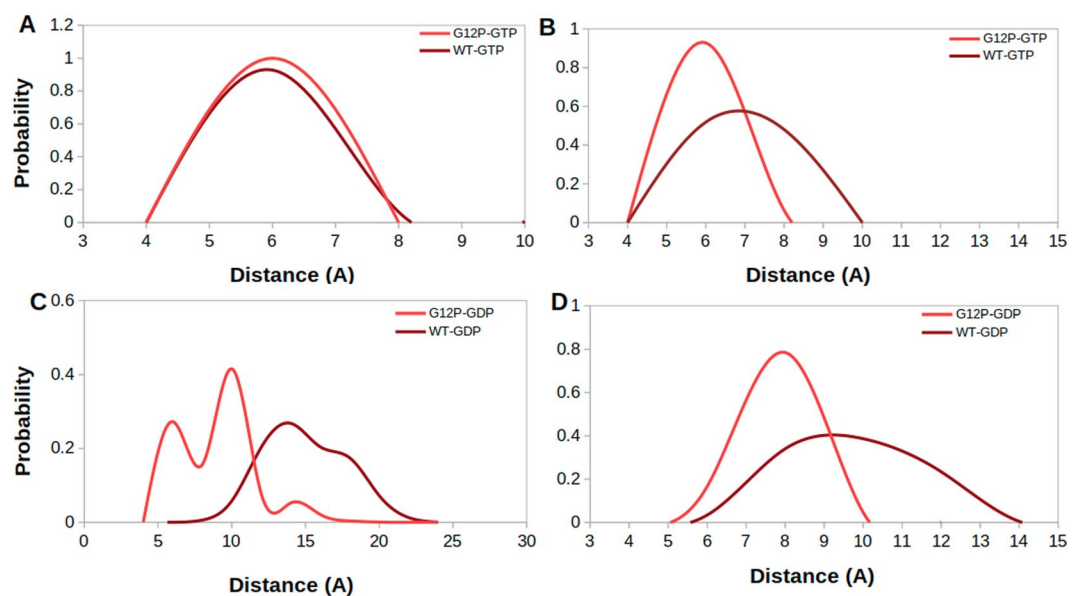 A
Probability
1.2
1
0.8
0.6
0.4
0.2
0
G12P-GTP
WT-GTP
3 4 5 6 7 8 9 10
Distance (A)
B
1
0.8
0.6
0.4
0.2
0
G12P-GTP
WT-GTP
3 4 5 6 7 8 9 10 11 12 13 14 15
Distance (A)
C
Probability
0.6
0.4
0.2
0
G12P-GDP
WT-GDP
0 5 10 15 20 25 30
Distance (A)
D
1
0.8
0.6
0.4
0.2
0
G12P-GDP
WT-GDP
3 4 5 6 7 8 9 10 11 12 13 14 15
Distance (A)